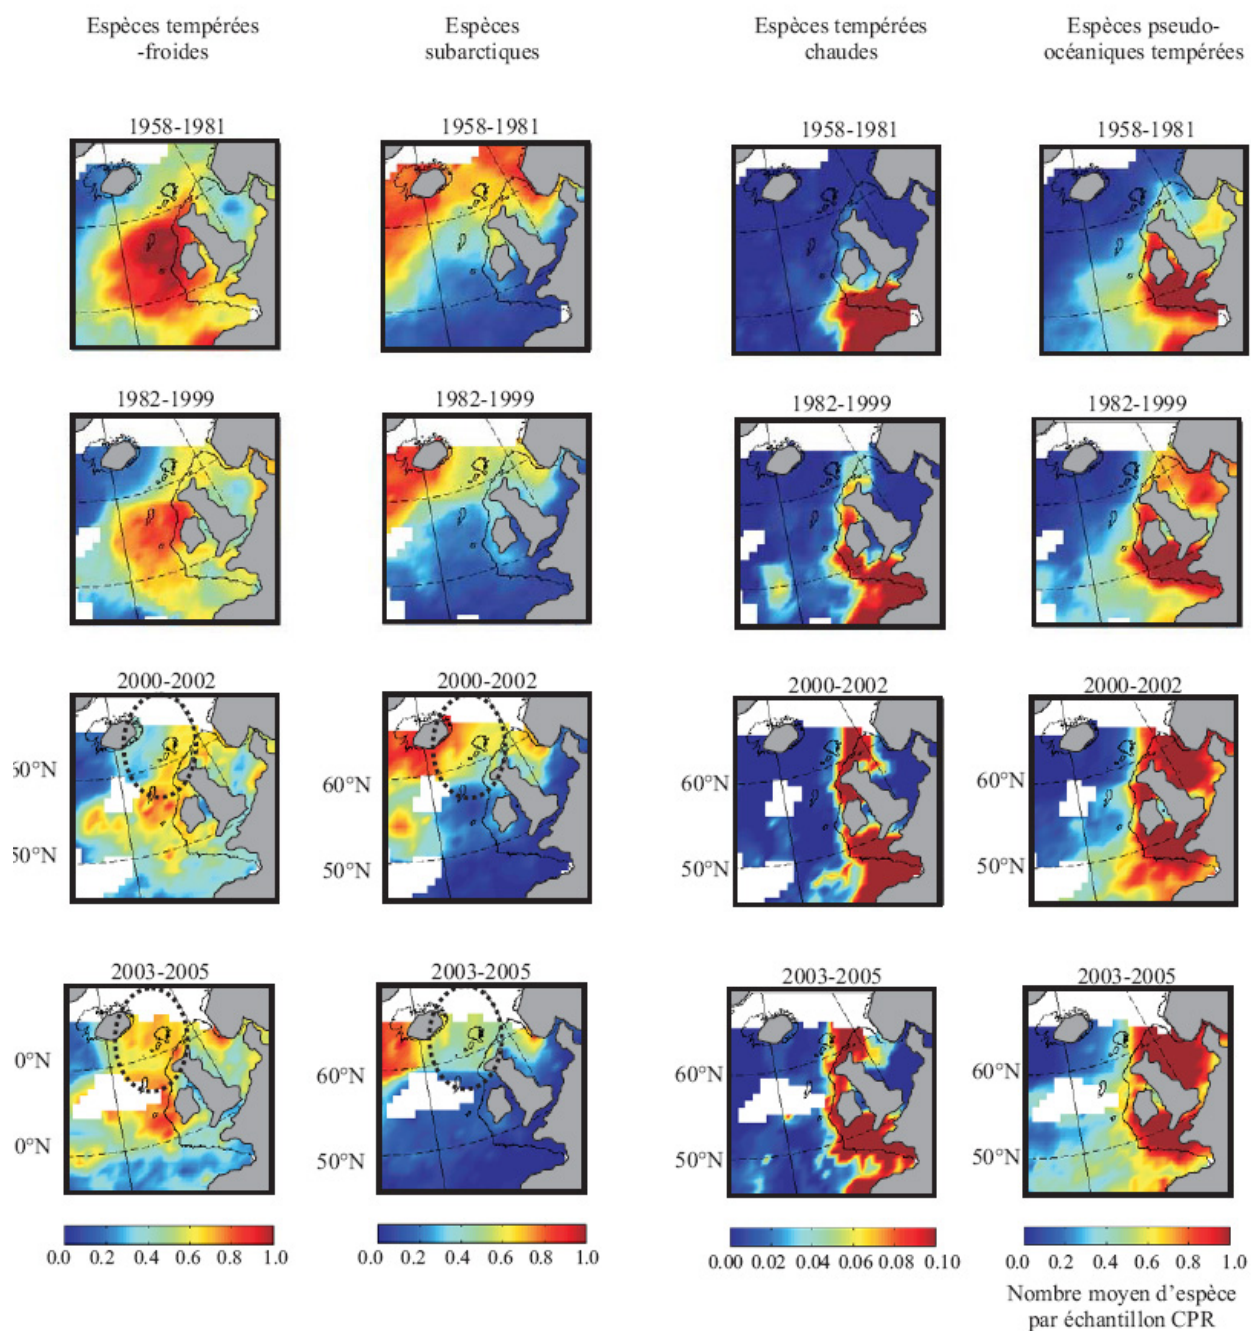 Espèces tempérées
-froides
Espèces
subarctiques
Espèces tempérées
chaudes
Espèces pseudo-
océaniques tempérées
1958-1981
1958-1981
1958-1981
1958-1981
1982-1999
1982-1999
1982-1999
1982-1999
2000-2002
2000-2002
2000-2002
2000-2002
60°N
60°N
60°N
60°N
50°N
50°N
50°N
50°N
2003-2005
2003-2005
2003-2005
2003-2005
0°N
60°N
60°N
60°N
0°N
50°N
50°N
50°N
0.0 0.2 0.4 0.6 0.8 1.0
0.0 0.2 0.4 0.6 0.8 1.0
0.00 0.02 0.04 0.06 0.08 0.10
0.0 0.2 0.4 0.6 0.8 1.0
Nombre moyen d'espèce
par échantillon CPR